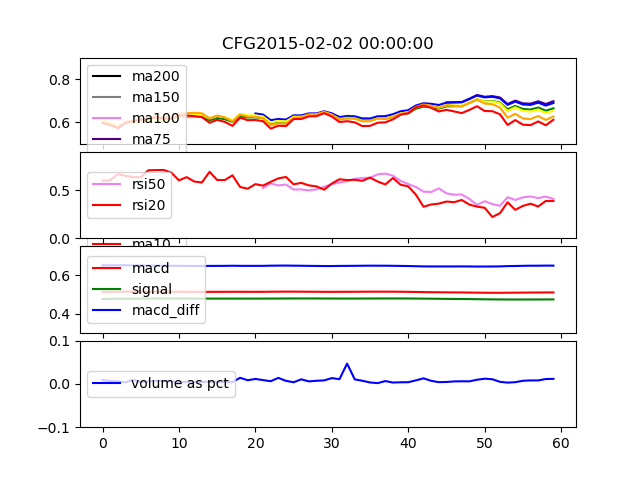 CFG2015-02-02 00:00:00
0.8
0.6
ma200
ma150
ma100
ma75
0.5
0.0
rsi50
rsi20
ma10
0.6
0.4
macd
signal
macd_diff
0.1
0.0
−0.1
volume as pct
0 10 20 30 40 50 60